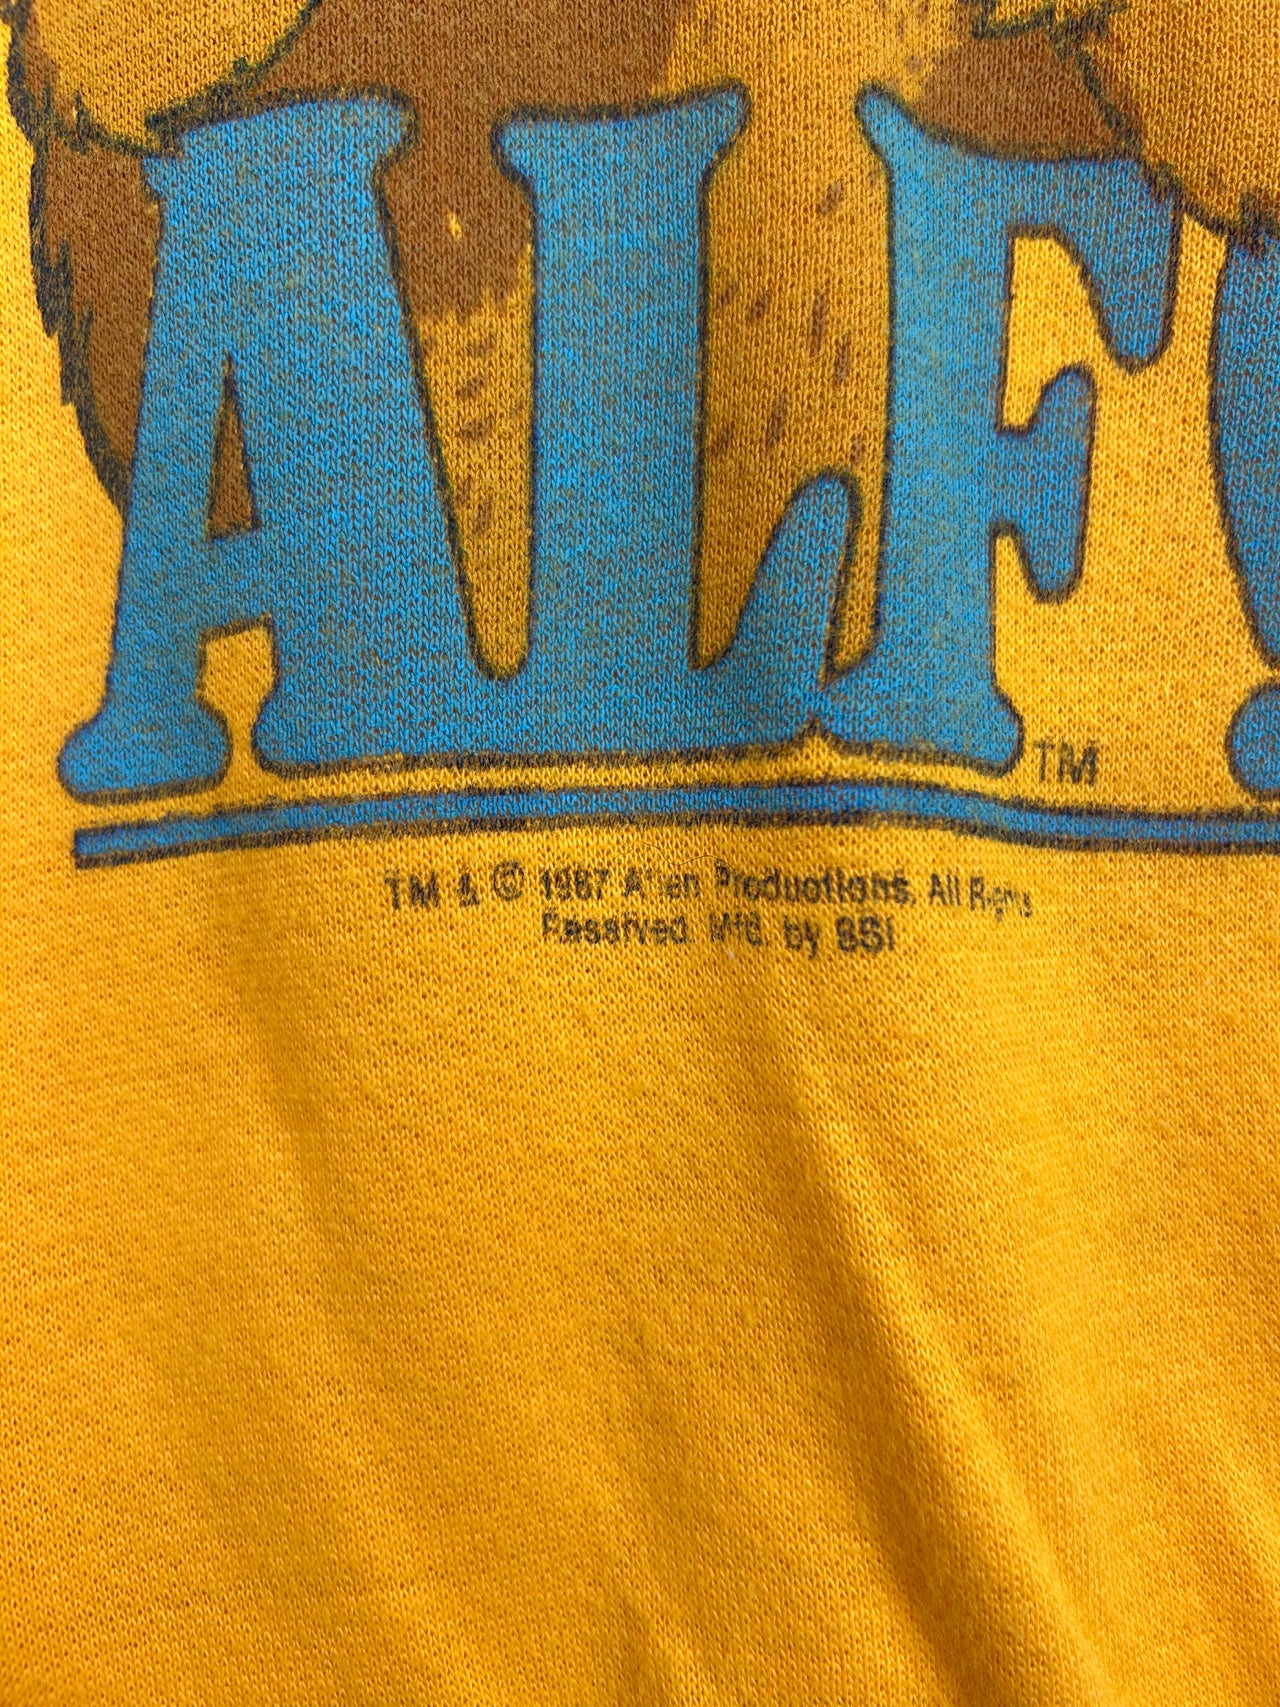 ALF!
TM
TM & © 1987 Alien Productions. All Rights
Reserved. Mfd. by SSI